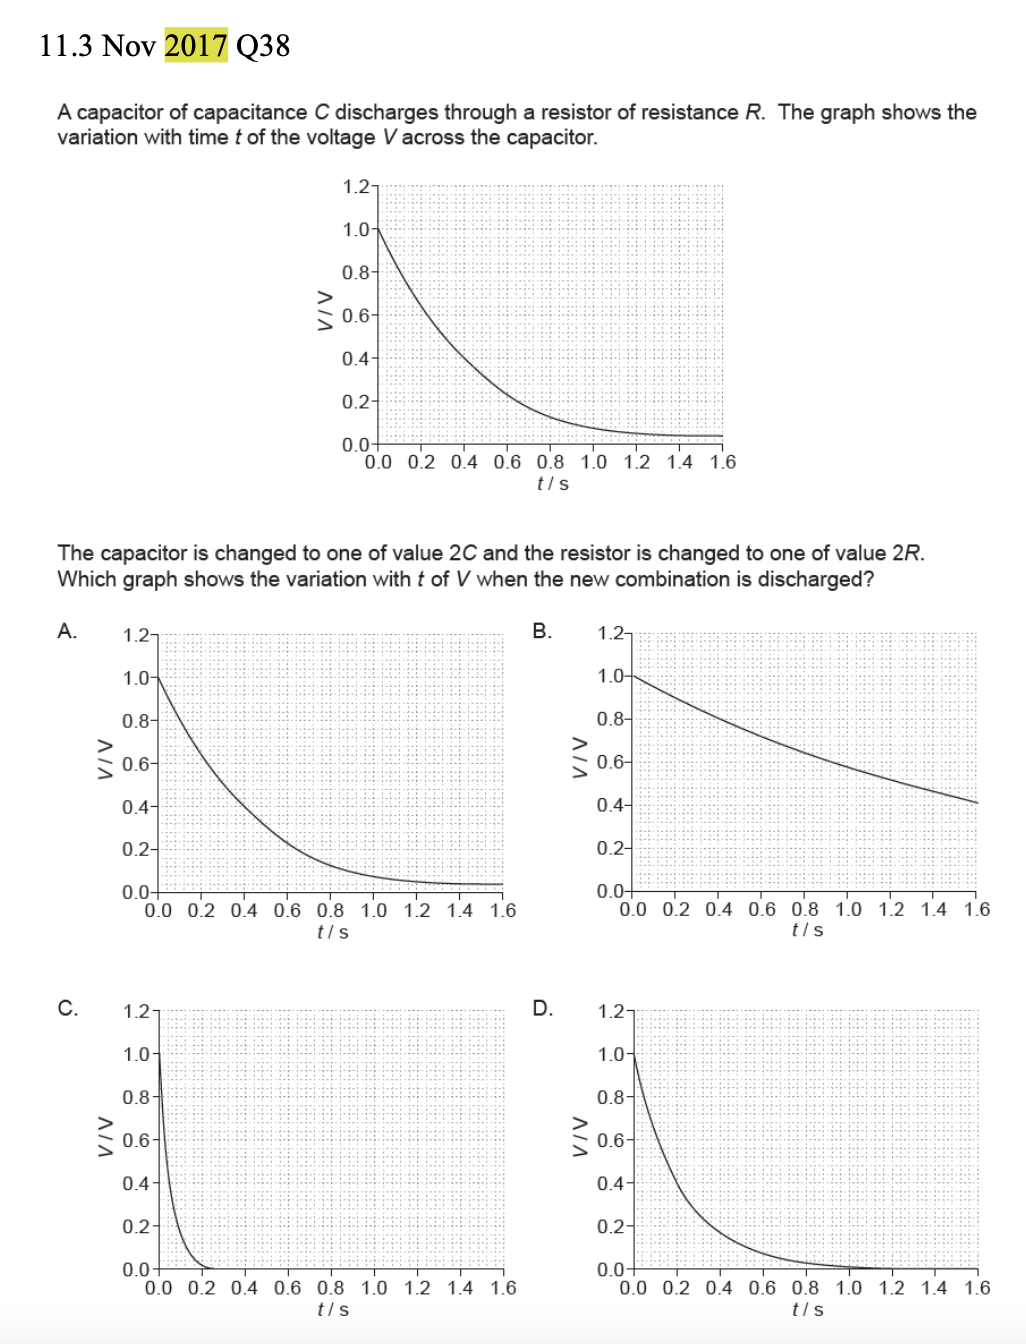 11.3 Nov 2017 Q38
A capacitor of capacitance C discharges through a resistor of resistance R. The graph shows the
variation with time t of the voltage V across the capacitor.
1.2
1.0
0.8
V / V
0.6
0.4
0.2
0.0
0.0 0.2 0.4 0.6 0.8 1.0 1.2 1.4 1.6
t / s
The capacitor is changed to one of value 2C and the resistor is changed to one of value 2R.
Which graph shows the variation with t of V when the new combination is discharged?
A.
1.2
1.0
0.8
V / V
0.6
0.4
0.2
0.0
0.0 0.2 0.4 0.6 0.8 1.0 1.2 1.4 1.6
t / s
B.
1.2
1.0
0.8
V / V
0.6
0.4
0.2
0.0
0.0 0.2 0.4 0.6 0.8 1.0 1.2 1.4 1.6
t / s
C.
1.2
1.0
0.8
V / V
0.6
0.4
0.2
0.0
0.0 0.2 0.4 0.6 0.8 1.0 1.2 1.4 1.6
t / s
D.
1.2
1.0
0.8
V / V
0.6
0.4
0.2
0.0
0.0 0.2 0.4 0.6 0.8 1.0 1.2 1.4 1.6
t / s